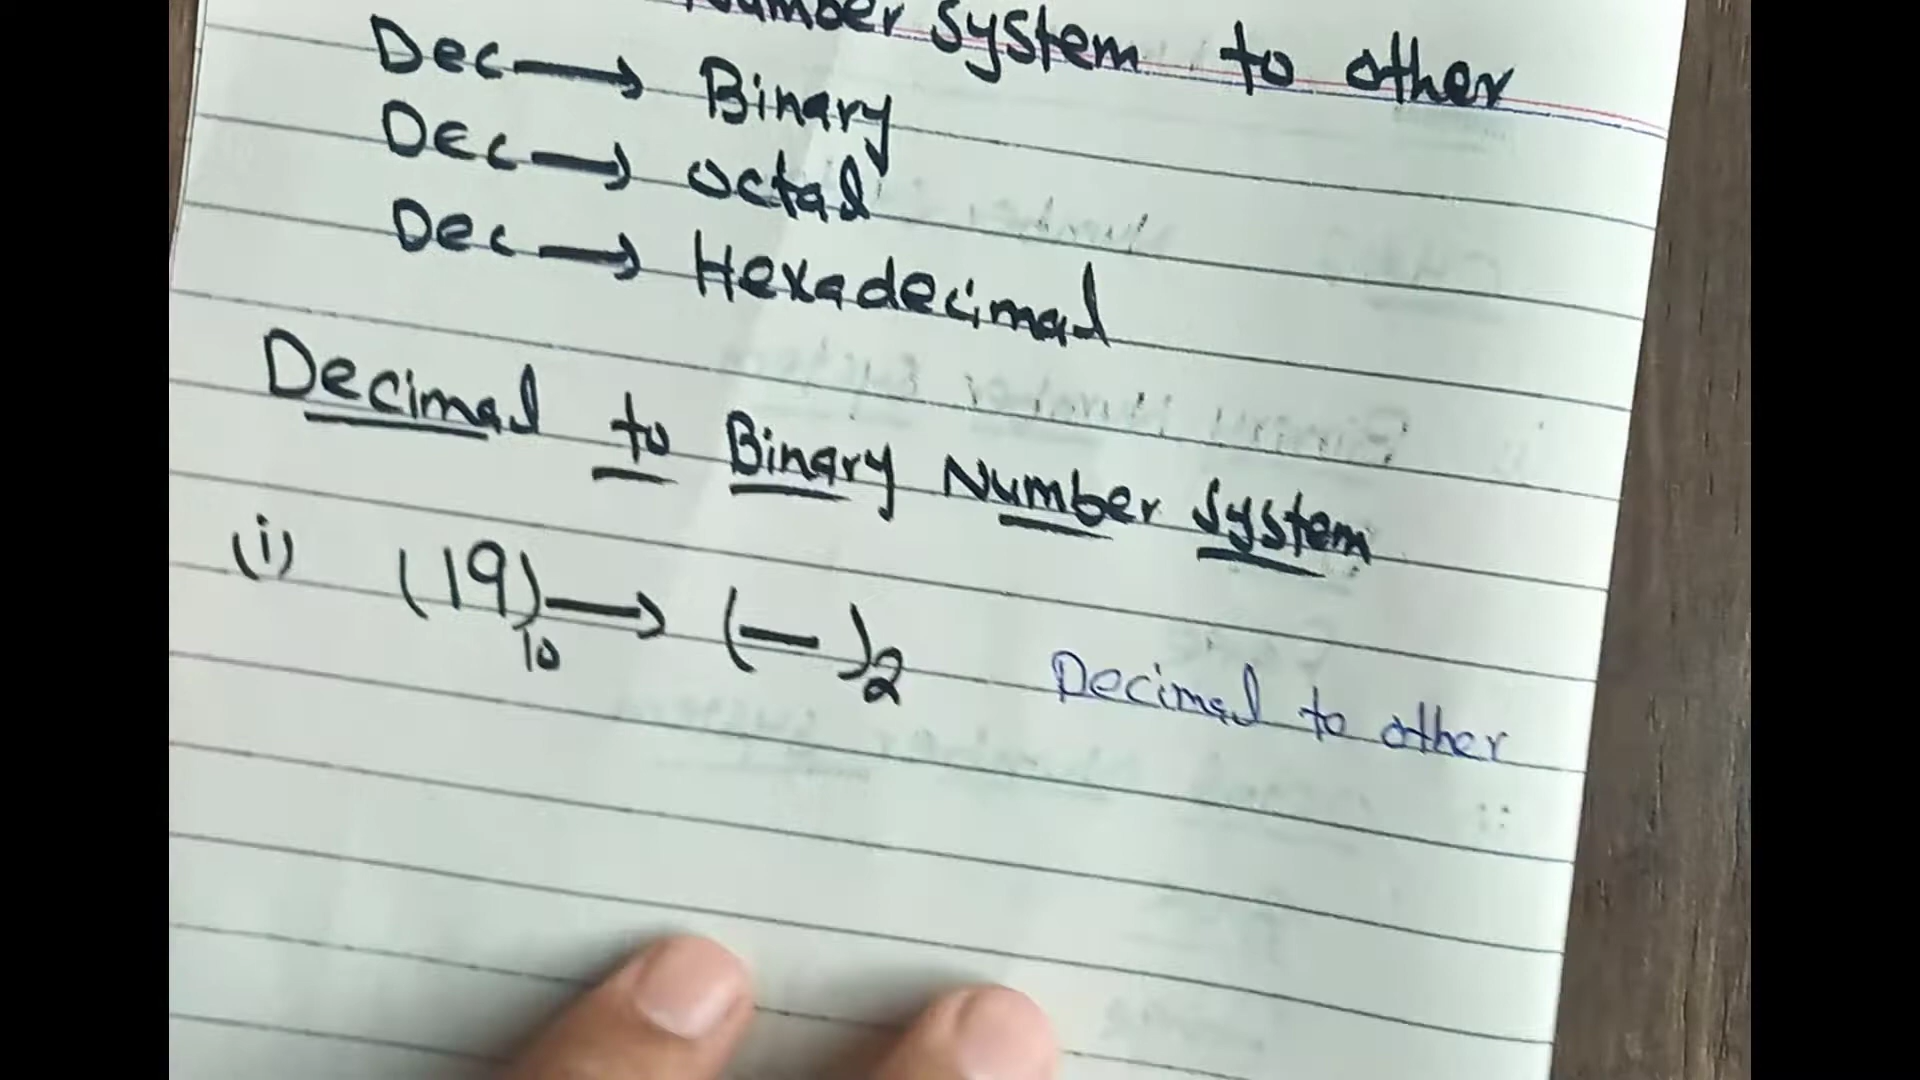 Number system to other
Dec → Binary
Dec → octal
Dec → Hexadecimal
Decimal to Binary Number System
(i) (19)₁₀ → (—)₂ Decimal to other